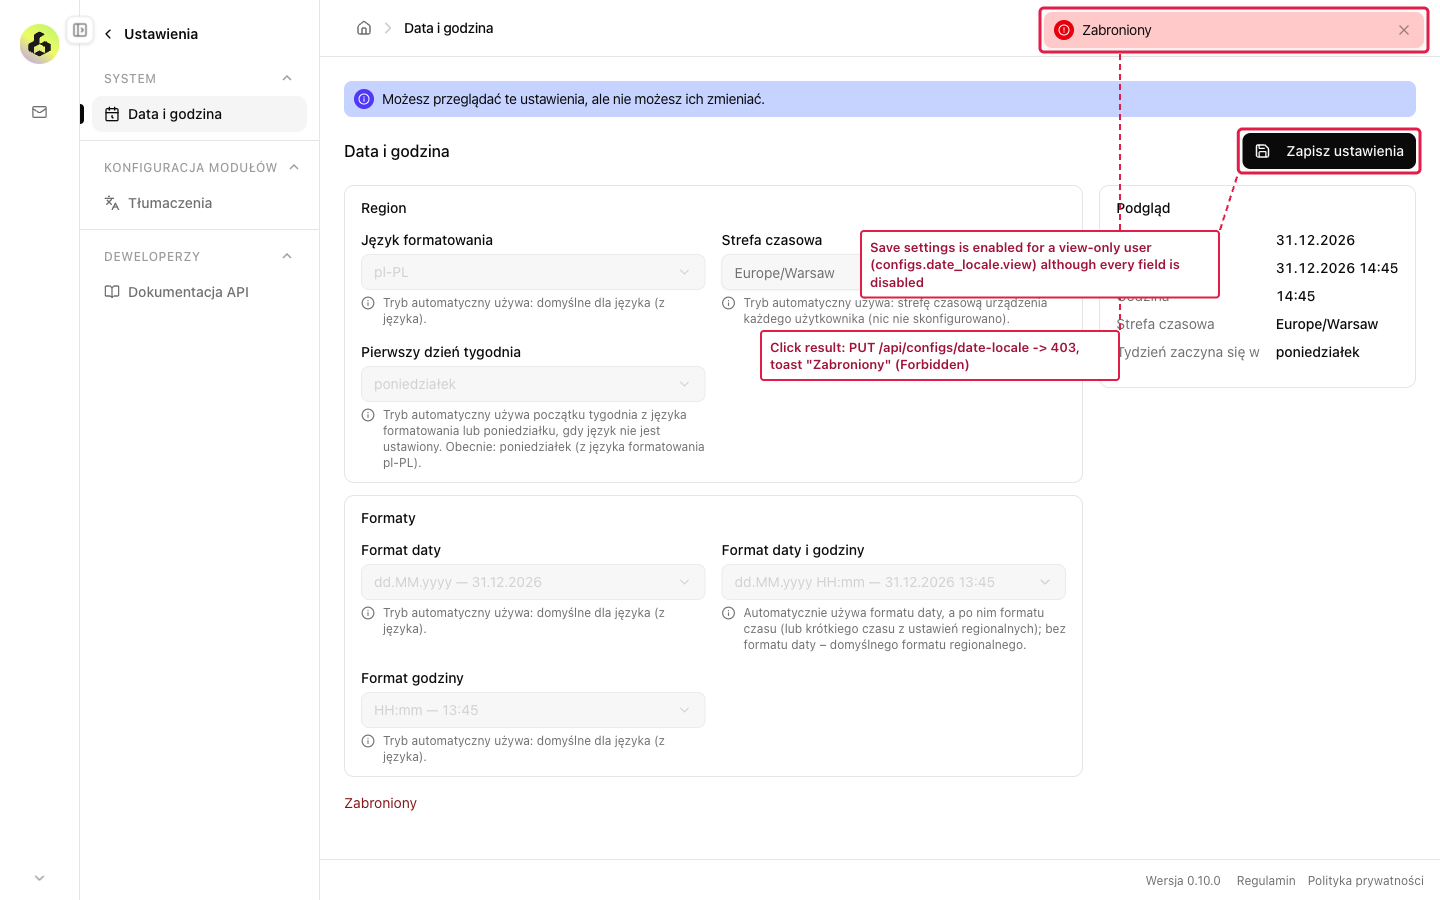 Ustawienia
Data i godzina
Zabroniony
SYSTEM
Data i godzina
KONFIGURACJA MODUŁÓW
Tłumaczenia
DEWELOPERZY
Dokumentacja API
Możesz przeglądać te ustawienia, ale nie możesz ich zmieniać.
Data i godzina
Zapisz ustawienia
Region
Język formatowania
pl-PL
Tryb automatyczny używa: domyślne dla języka (z
języka).
Strefa czasowa
Europe/Warsaw
Tryb automatyczny używa: strefę czasową urządzenia
każdego użytkownika (nic nie skonfigurowano).
Pierwszy dzień tygodnia
poniedziałek
Tryb automatyczny używa początku tygodnia z języka
formatowania lub poniedziałku, gdy język nie jest
ustawiony. Obecnie: poniedziałek (z języka formatowania
pl-PL).
Save settings is enabled for a view-only user
(configs.date_locale.view) although every field is
disabled
Click result: PUT /api/configs/date-locale -> 403,
toast "Zabroniony" (Forbidden)
Podgląd
31.12.2026
31.12.2026 14:45
Godzina 14:45
Strefa czasowa Europe/Warsaw
Tydzień zaczyna się w poniedziałek
Formaty
Format daty
dd.MM.yyyy — 31.12.2026
Tryb automatyczny używa: domyślne dla języka (z
języka).
Format daty i godziny
dd.MM.yyyy HH:mm — 31.12.2026 13:45
Automatycznie używa formatu daty, a po nim formatu
czasu (lub krótkiego czasu z ustawień regionalnych); bez
formatu daty – domyślnego formatu regionalnego.
Format godziny
HH:mm — 13:45
Tryb automatyczny używa: domyślne dla języka (z
języka).
Zabroniony
Wersja 0.10.0 Regulamin Polityka prywatności